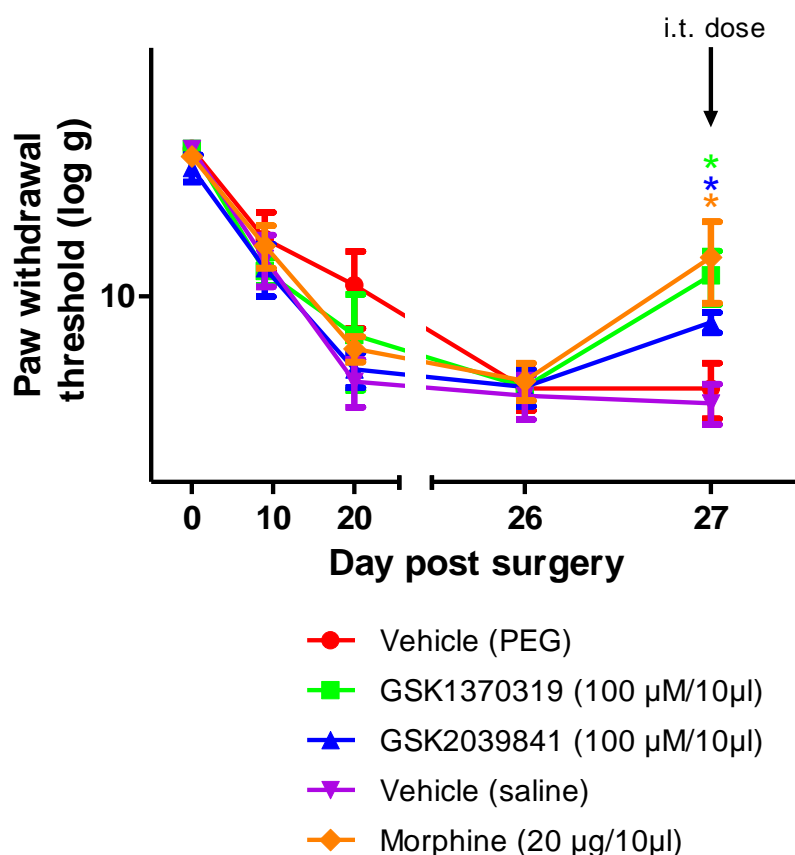 i.t. dose
*
*
*
Paw withdrawal
threshold (log g)
10
0 10 20 26 27
Day post surgery
Vehicle (PEG)
GSK1370319 (100 µM/10µl)
GSK2039841 (100 µM/10µl)
Vehicle (saline)
Morphine (20 µg/10µl)